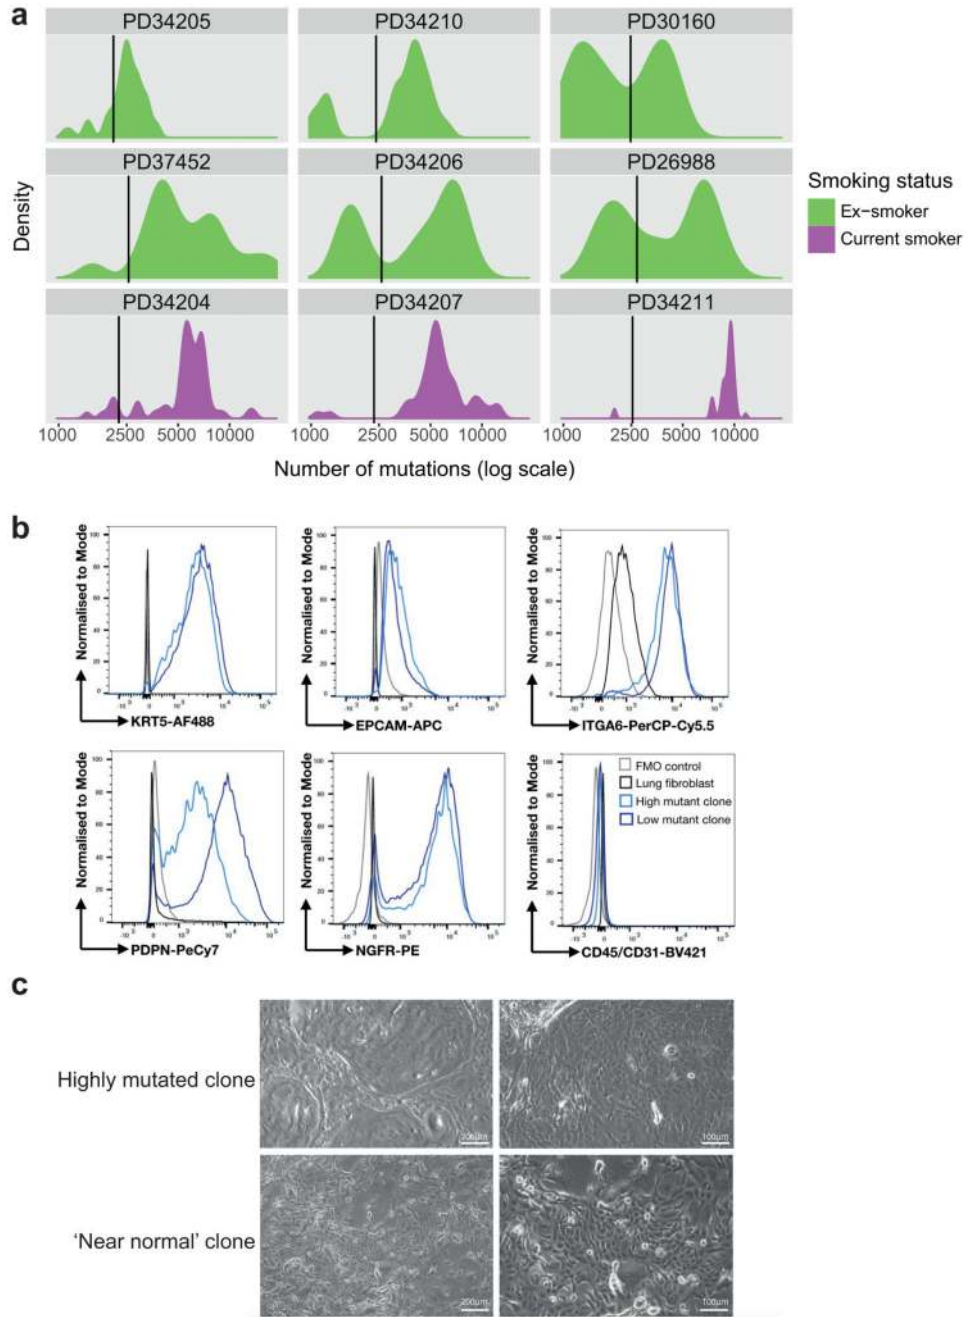 a
PD34205 PD34210 PD30160
PD37452 PD34206 PD26988
PD34204 PD34207 PD34211
Density
Smoking status
Ex−smoker
Current smoker
1000 2500 5000 10000 1000 2500 5000 10000 1000 2500 5000 10000
Number of mutations (log scale)
b
Normalised to Mode Normalised to Mode Normalised to Mode
KRT5-AF488 EPCAM-APC ITGA6-PerCP-Cy5.5
Normalised to Mode Normalised to Mode Normalised to Mode
FMO control
Lung fibroblast
High mutant clone
Low mutant clone
PDPN-PeCy7 NGFR-PE CD45/CD31-BV421
c
Highly mutated clone
200µm 100µm
'Near normal' clone
200µm 100µm